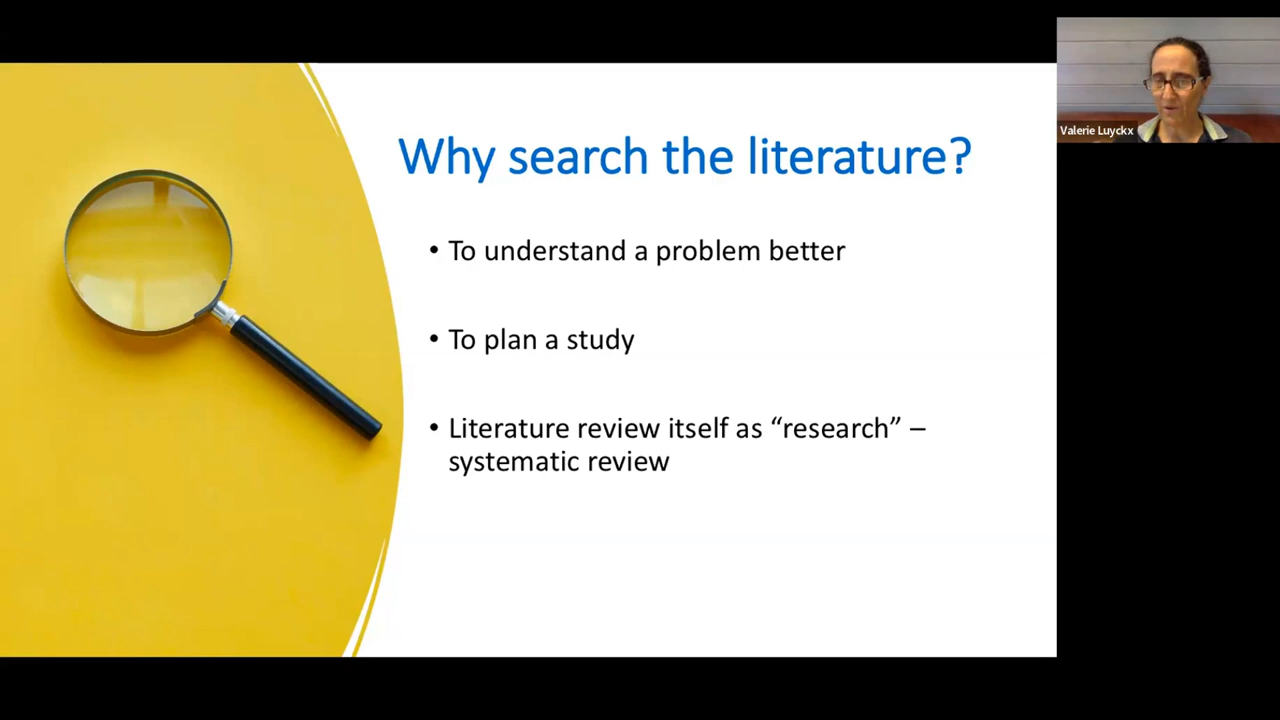 Why search the literature?
• To understand a problem better
• To plan a study
• Literature review itself as “research” –
systematic review
Valerie Luyckx